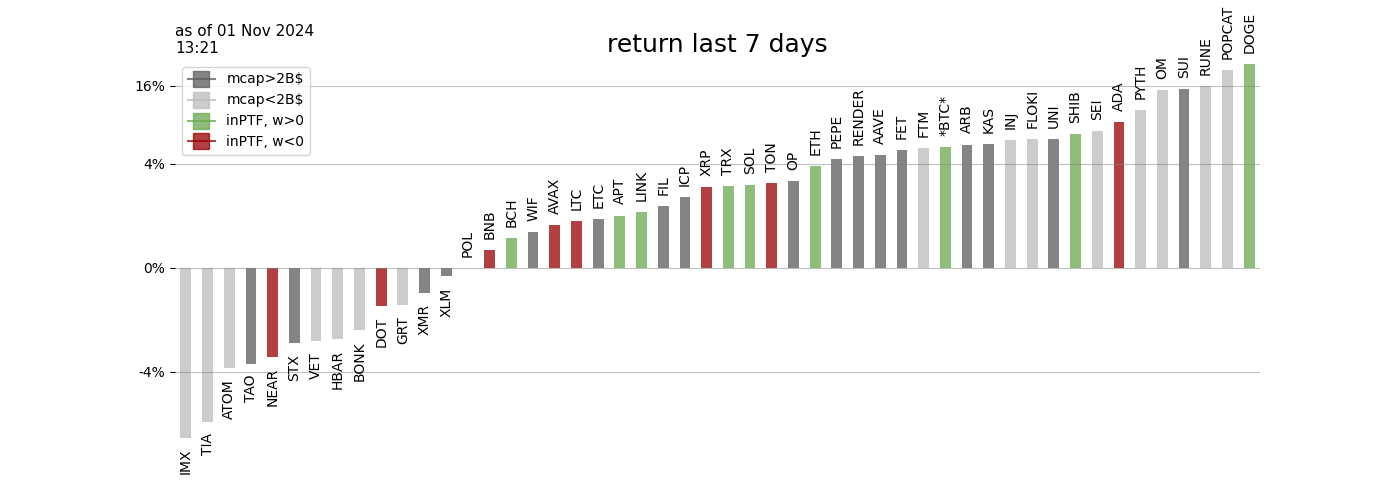 as of 01 Nov 2024
13:21
return last 7 days
mcap>2B$
mcap<2B$
inPTF, w>0
inPTF, w<0
16%
4%
0%
-4%
IMX
TIA
ATOM
TAO
NEAR
STX
VET
HBAR
BONK
DOT
GRT
XMR
XLM
POL
BNB
BCH
WIF
AVAX
LTC
ETC
APT
LINK
FIL
ICP
XRP
TRX
SOL
TON
OP
ETH
PEPE
RENDER
AAVE
FET
FTM
*BTC*
ARB
KAS
INJ
FLOKI
UNI
SHIB
SEI
ADA
PYTH
OM
SUI
RUNE
POPCAT
DOGE